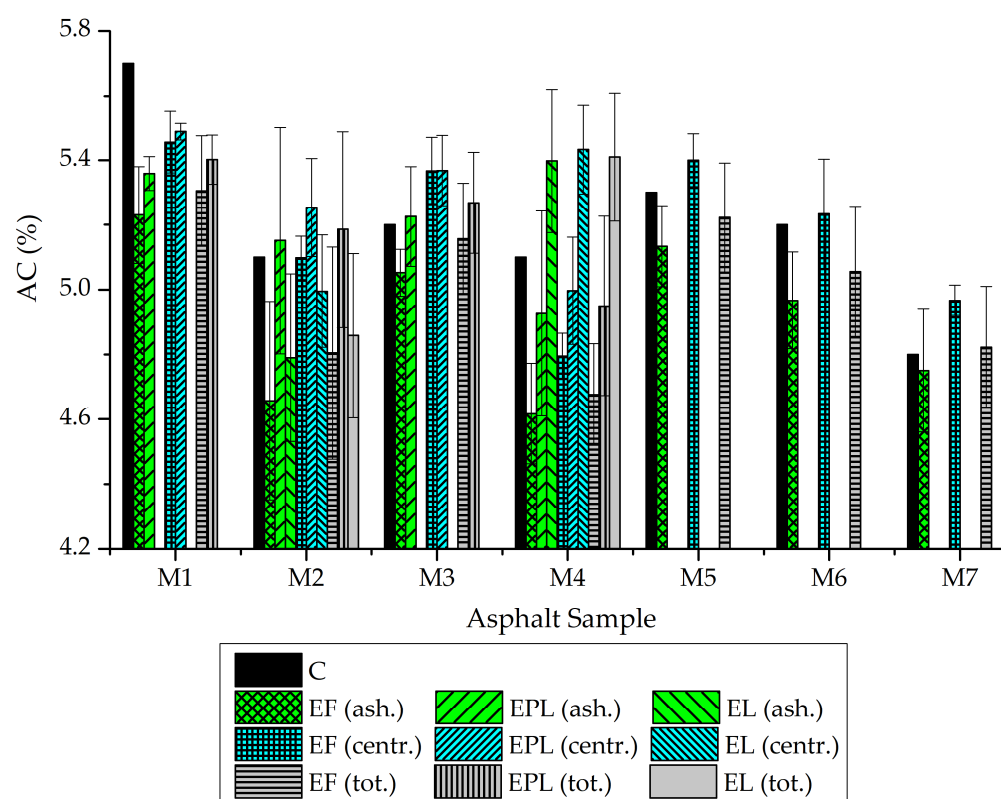 5.8
5.4
5.0
4.6
4.2
AC (%)
M1 M2 M3 M4 M5 M6 M7
Asphalt Sample
C
EF (ash.) EPL (ash.) EL (ash.)
EF (centr.) EPL (centr.) EL (centr.)
EF (tot.) EPL (tot.) EL (tot.)